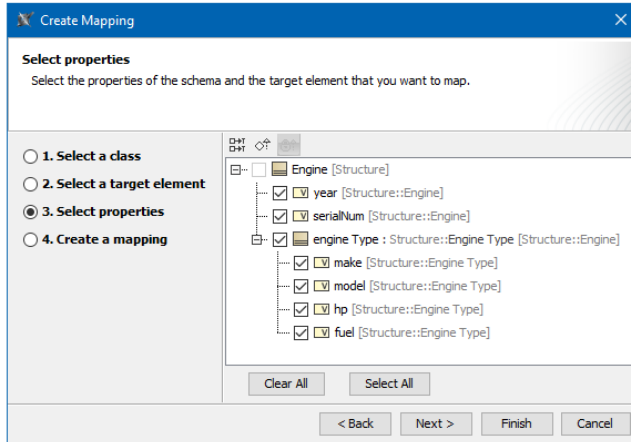 Create Mapping
Select properties
Select the properties of the schema and the target element that you want to map.
1. Select a class
2. Select a target element
3. Select properties
4. Create a mapping
Engine [Structure]
V year [Structure::Engine]
V serialNum [Structure::Engine]
engine Type : Structure::Engine Type [Structure::Engine]
V make [Structure::Engine Type]
V model [Structure::Engine Type]
V hp [Structure::Engine Type]
V fuel [Structure::Engine Type]
Clear All Select All
< Back Next > Finish Cancel